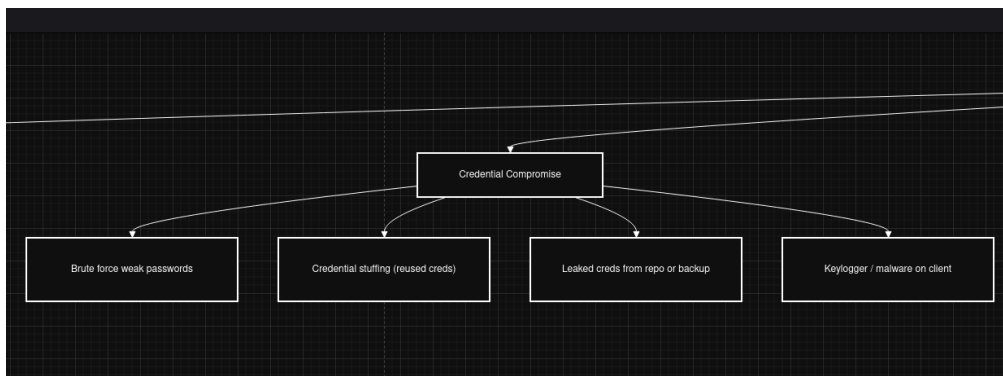 Credential Compromise
Brute force weak passwords
Credential stuffing (reused creds)
Leaked creds from repo or backup
Keylogger / malware on client